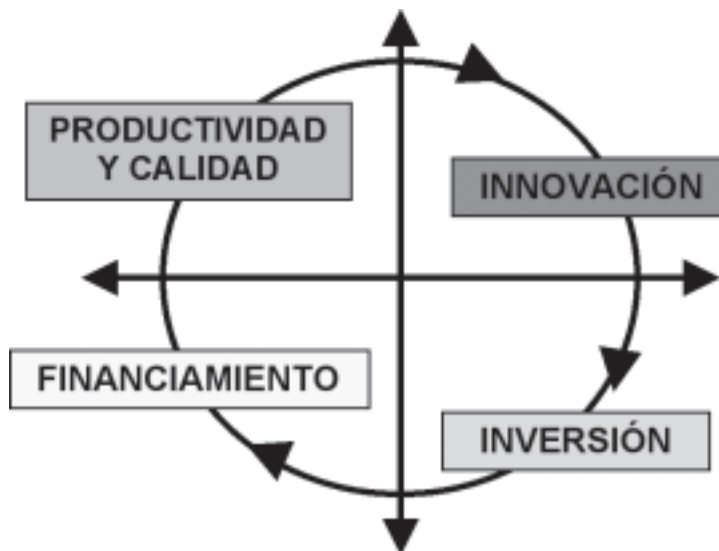 PRODUCTIVIDAD
Y CALIDAD
INNOVACIÓN
FINANCIAMIENTO
INVERSIÓN